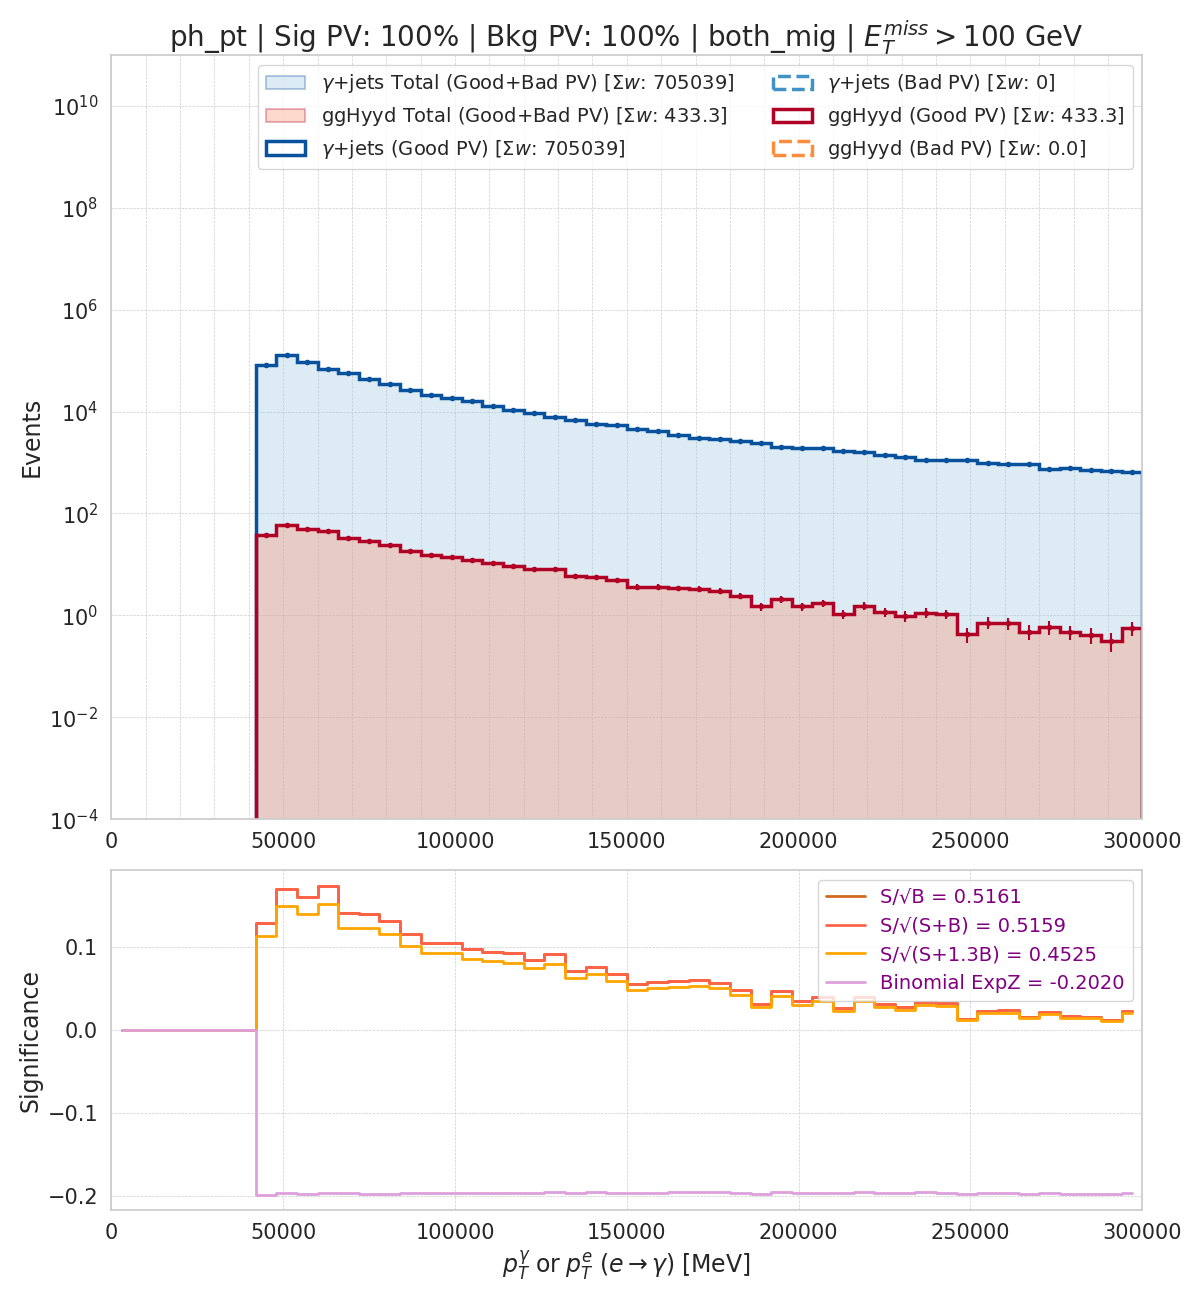 ph_pt | Sig PV: 100% | Bkg PV: 100% | both_mig | E_T^miss > 100 GeV
γ+jets Total (Good+Bad PV) [Σw: 705039]
ggHyyd Total (Good+Bad PV) [Σw: 433.3]
γ+jets (Good PV) [Σw: 705039]
γ+jets (Bad PV) [Σw: 0]
ggHyyd (Good PV) [Σw: 433.3]
ggHyyd (Bad PV) [Σw: 0.0]
Events
10^10
10^8
10^6
10^4
10^2
10^0
10^−2
10^−4
0 50000 100000 150000 200000 250000 300000
Significance
0.1
0.0
−0.1
−0.2
S/√B = 0.5161
S/√(S+B) = 0.5159
S/√(S+1.3B) = 0.4525
Binomial ExpZ = -0.2020
0 50000 100000 150000 200000 250000 300000
p_T^γ or p_T^e (e→γ) [MeV]